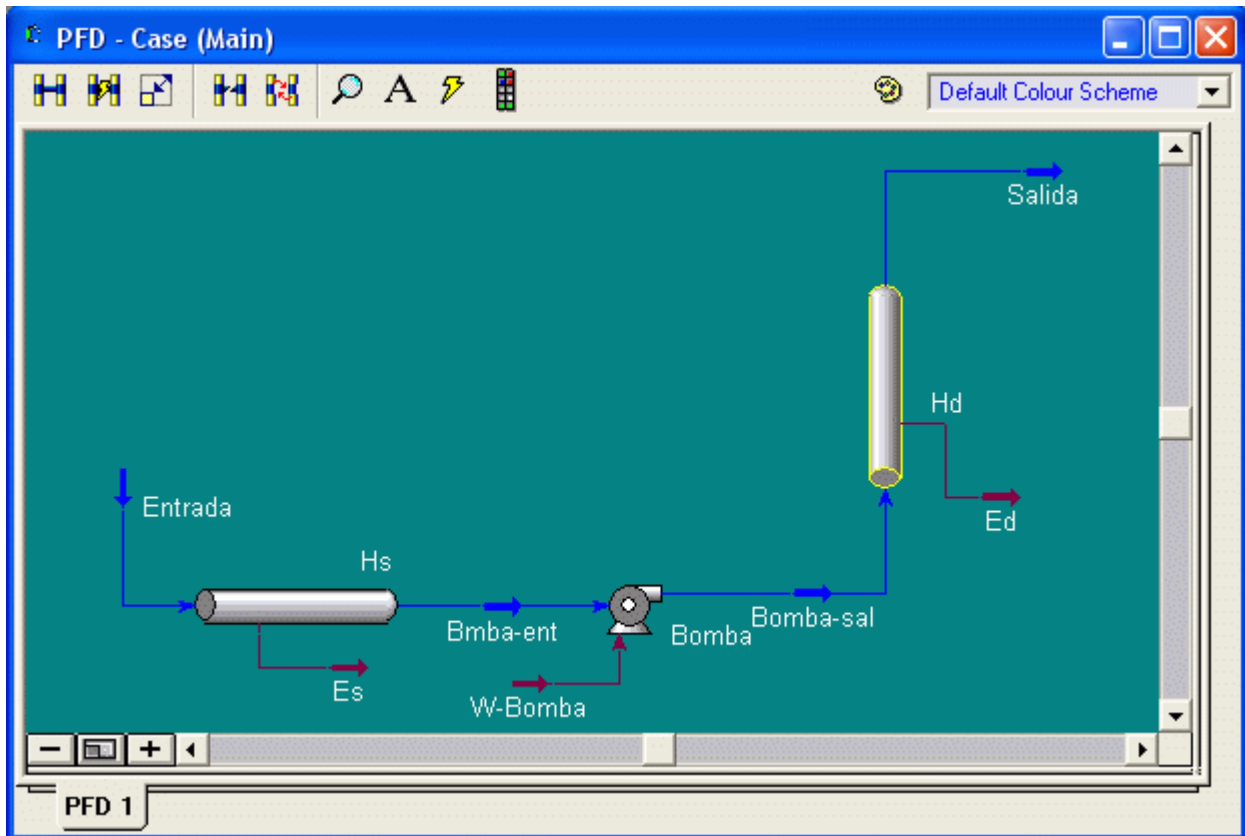 PFD - Case (Main)
A
Default Colour Scheme
Salida
Hd
Ed
Entrada
Hs
Bmba-ent
Bomba
Bomba-sal
Es
W-Bomba
PFD 1